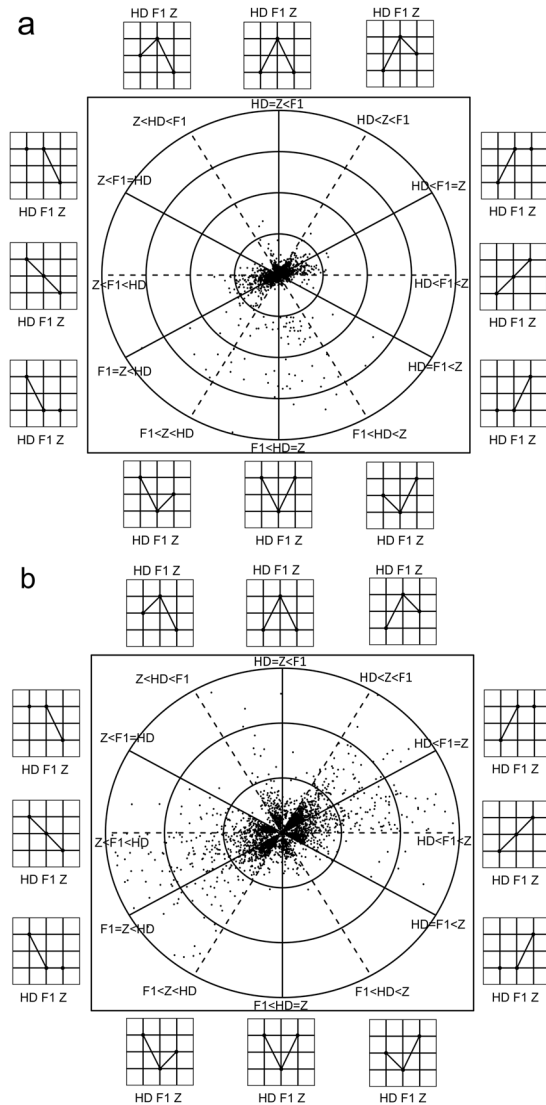 a
HD F1 Z
HD F1 Z
HD F1 Z
HD=Z<F1
Z<HD<F1
HD<Z<F1
Z<F1=HD
HD<F1=Z
HD F1 Z
HD F1 Z
Z<F1<HD
HD<F1<Z
HD F1 Z
HD F1 Z
F1=Z<HD
HD=F1<Z
F1<Z<HD
F1<HD<Z
HD F1 Z
HD F1 Z
F1<HD=Z
HD F1 Z
HD F1 Z
HD F1 Z
b
HD F1 Z
HD F1 Z
HD F1 Z
HD=Z<F1
Z<HD<F1
HD<Z<F1
Z<F1=HD
HD<F1=Z
HD F1 Z
HD F1 Z
Z<F1<HD
HD<F1<Z
HD F1 Z
HD F1 Z
F1=Z<HD
HD=F1<Z
F1<Z<HD
F1<HD<Z
HD F1 Z
HD F1 Z
F1<HD=Z
HD F1 Z
HD F1 Z
HD F1 Z